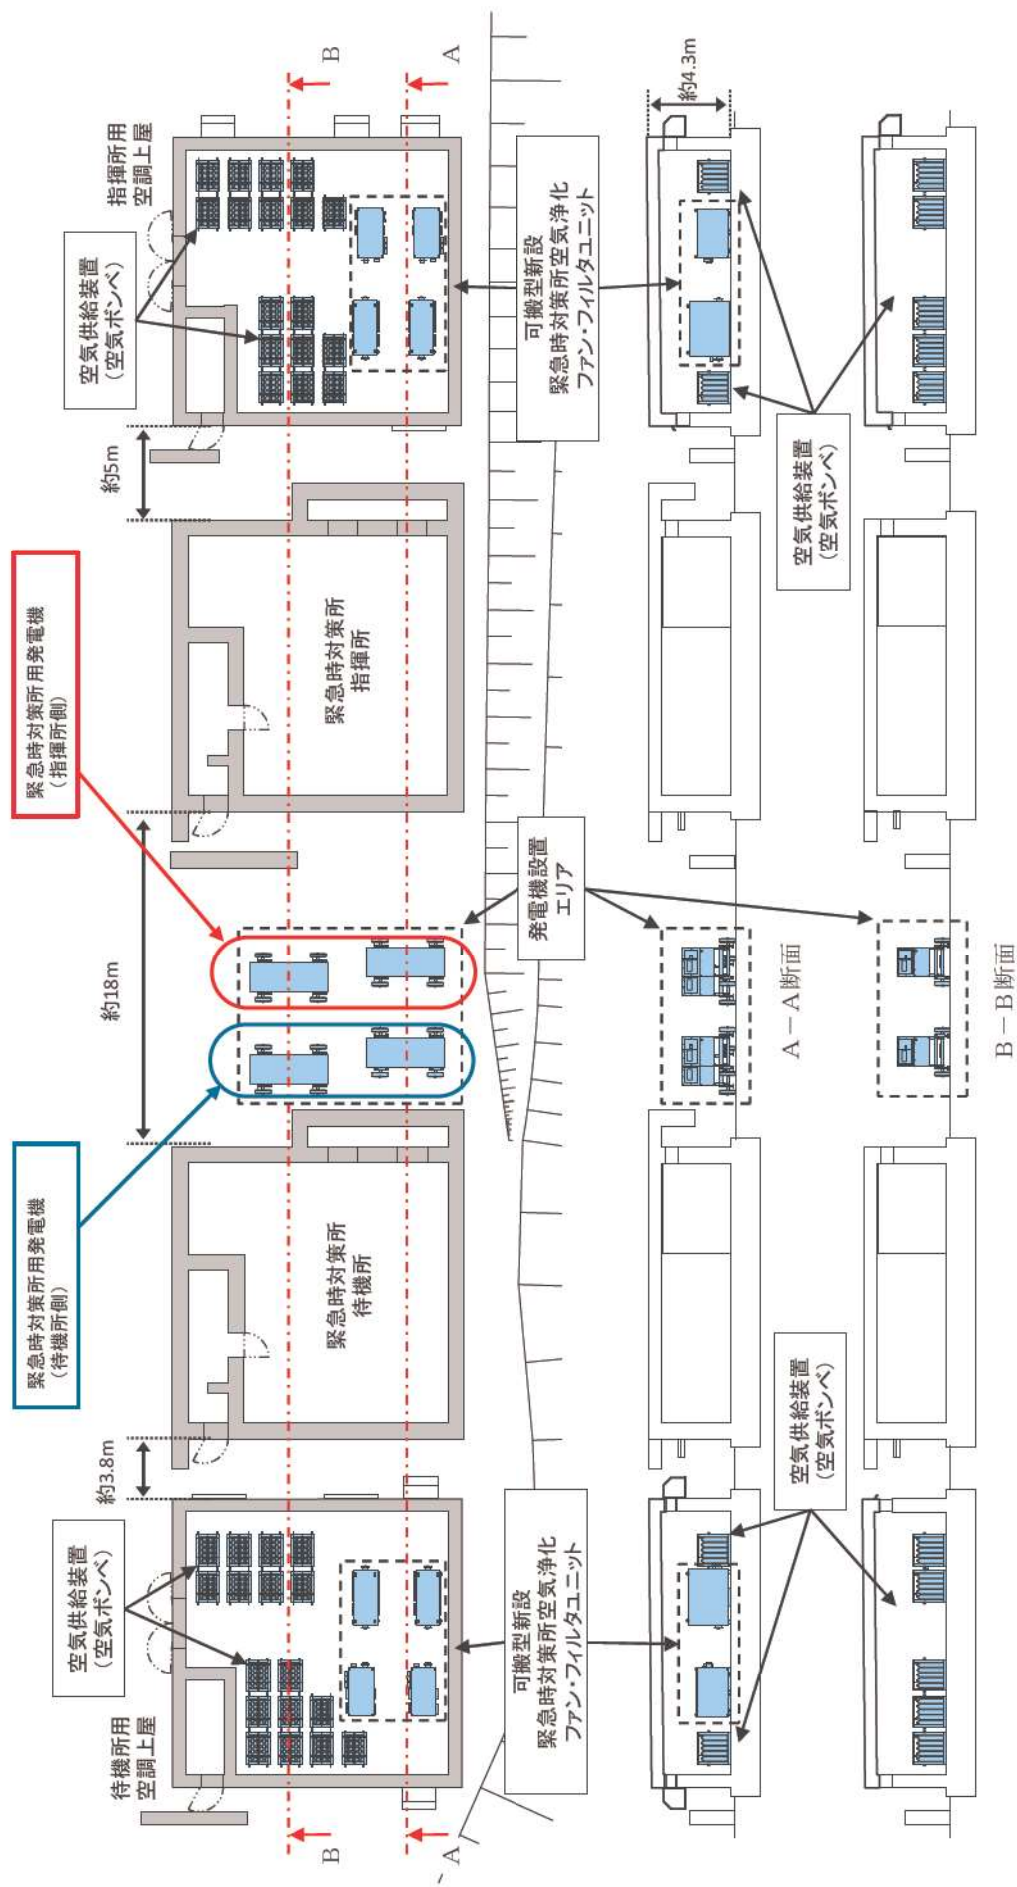 緊急時対策所用発電機
(待機所側)
緊急時対策所用発電機
(指揮所側)
待機所用
空調上屋
空気供給装置
(空気ボンベ)
約3.8m
約18m
約5m
空気供給装置
(空気ボンベ)
指揮所用
空調上屋
緊急時対策所
待機所
緊急時対策所
指揮所
B
B
A
A
可搬型新設
緊急時対策所空気浄化
ファン・フィルタユニット
発電機設置
エリア
可搬型新設
緊急時対策所空気浄化
ファン・フィルタユニット
約4.3m
A-A断面
空気供給装置
(空気ボンベ)
空気供給装置
(空気ボンベ)
B-B断面